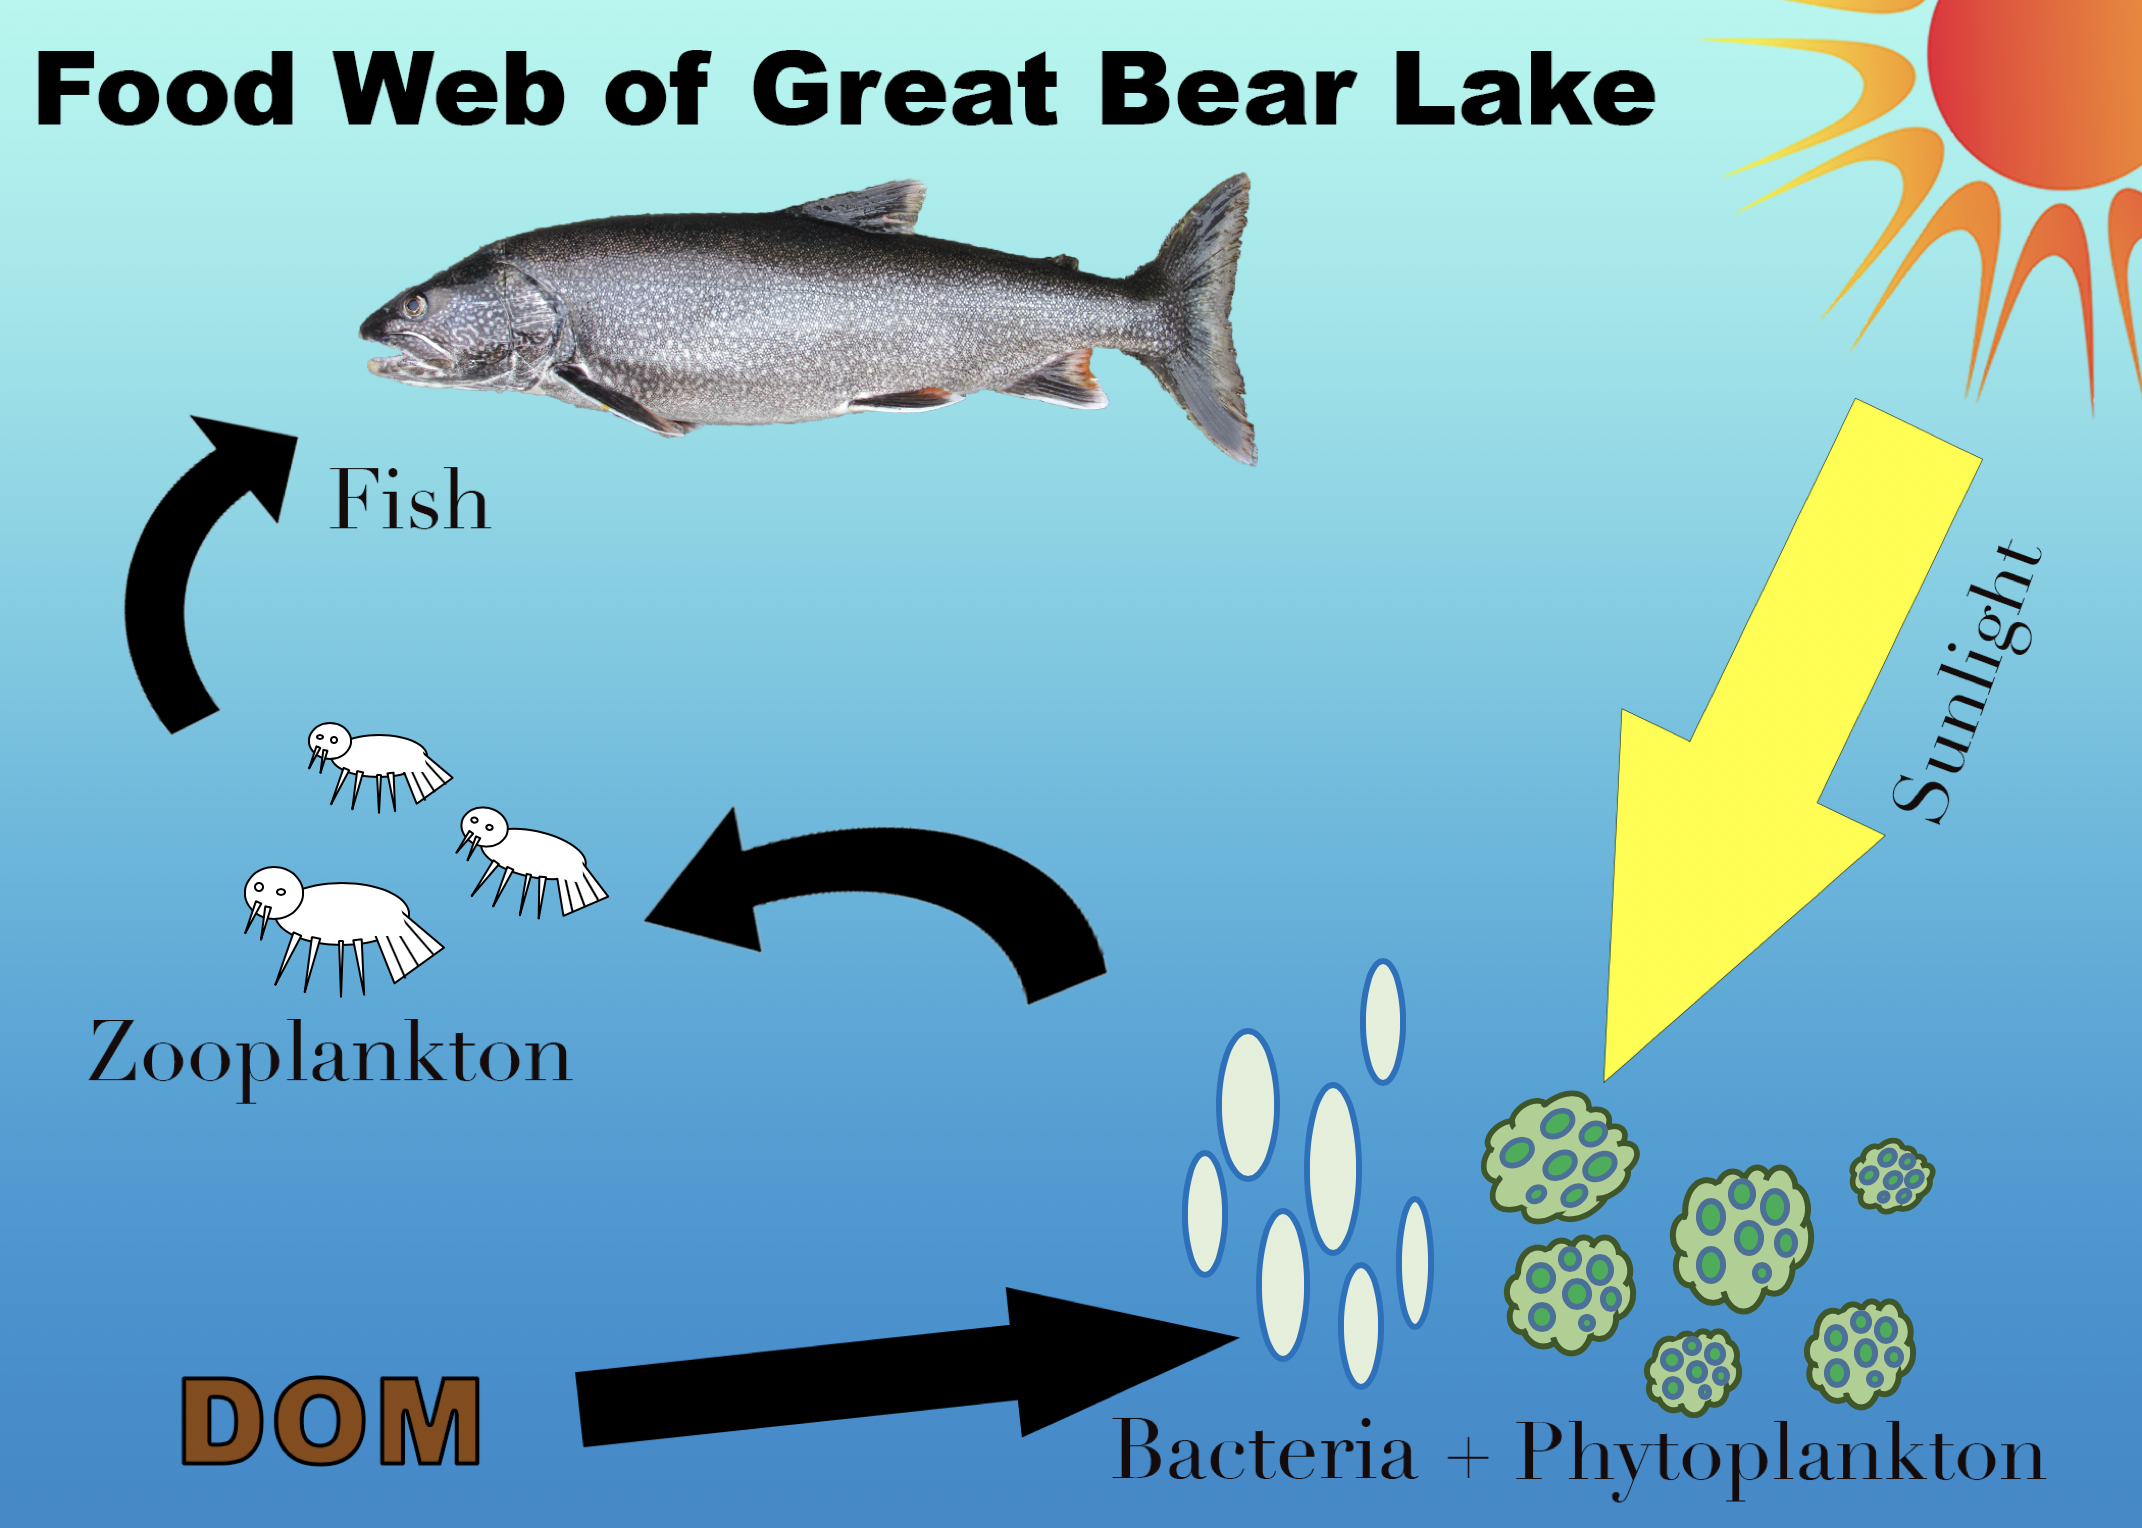 Food Web of Great Bear Lake
Fish
Sunlight
Zooplankton
DOM
Bacteria + Phytoplankton